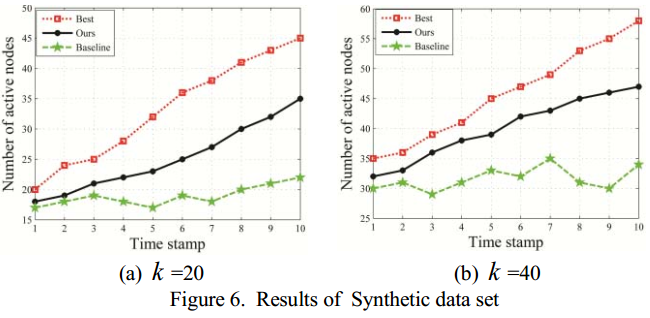 50
45
40
35
30
25
20
15
Number of active nodes
Best
Ours
Baseline
1 2 3 4 5 6 7 8 9 10
Time stamp
(a) k =20
60
55
50
45
40
35
30
25
Number of active nodes
Best
Ours
Baseline
1 2 3 4 5 6 7 8 9 10
Time stamp
(b) k =40
Figure 6. Results of Synthetic data set